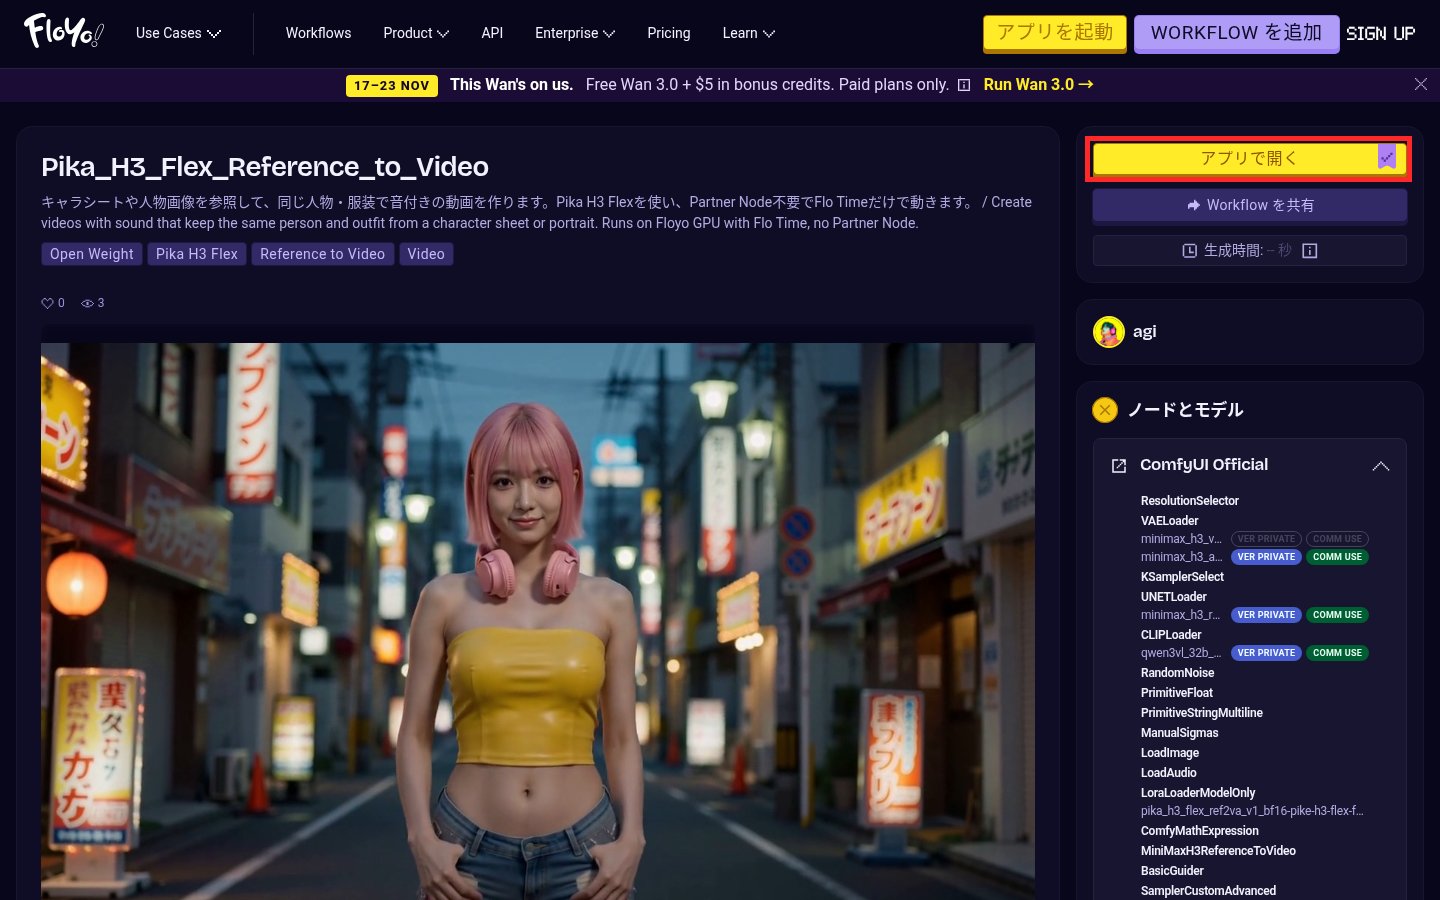 FloYo!
Use Cases
Workflows
Product
API
Enterprise
Pricing
Learn
アプリを起動
WORKFLOW を追加
SIGN UP
17–23 NOV
This Wan's on us. Free Wan 3.0 + $5 in bonus credits. Paid plans only.
Run Wan 3.0 →
Pika_H3_Flex_Reference_to_Video
キャラシートや人物画像を参照して、同じ人物・服装で音付きの動画を作ります。Pika H3 Flexを使い、Partner Node不要でFlo Timeだけで動きます。 / Create
videos with sound that keep the same person and outfit from a character sheet or portrait. Runs on Floyo GPU with Flo Time, no Partner Node.
Open Weight
Pika H3 Flex
Reference to Video
Video
0
3
アプリで開く
Workflow を共有
生成時間: -- 秒
agi
ノードとモデル
ComfyUI Official
ResolutionSelector
VAELoader
minimax_h3_v... VER PRIVATE COMM USE
minimax_h3_a... VER PRIVATE COMM USE
KSamplerSelect
UNETLoader
minimax_h3_r... VER PRIVATE COMM USE
CLIPLoader
qwen3vl_32b_... VER PRIVATE COMM USE
RandomNoise
PrimitiveFloat
PrimitiveStringMultiline
ManualSigmas
LoadImage
LoadAudio
LoraLoaderModelOnly
pika_h3_flex_ref2va_v1_bf16-pike-h3-flex-f...
ComfyMathExpression
MiniMaxH3ReferenceToVideo
BasicGuider
SamplerCustomAdvanced